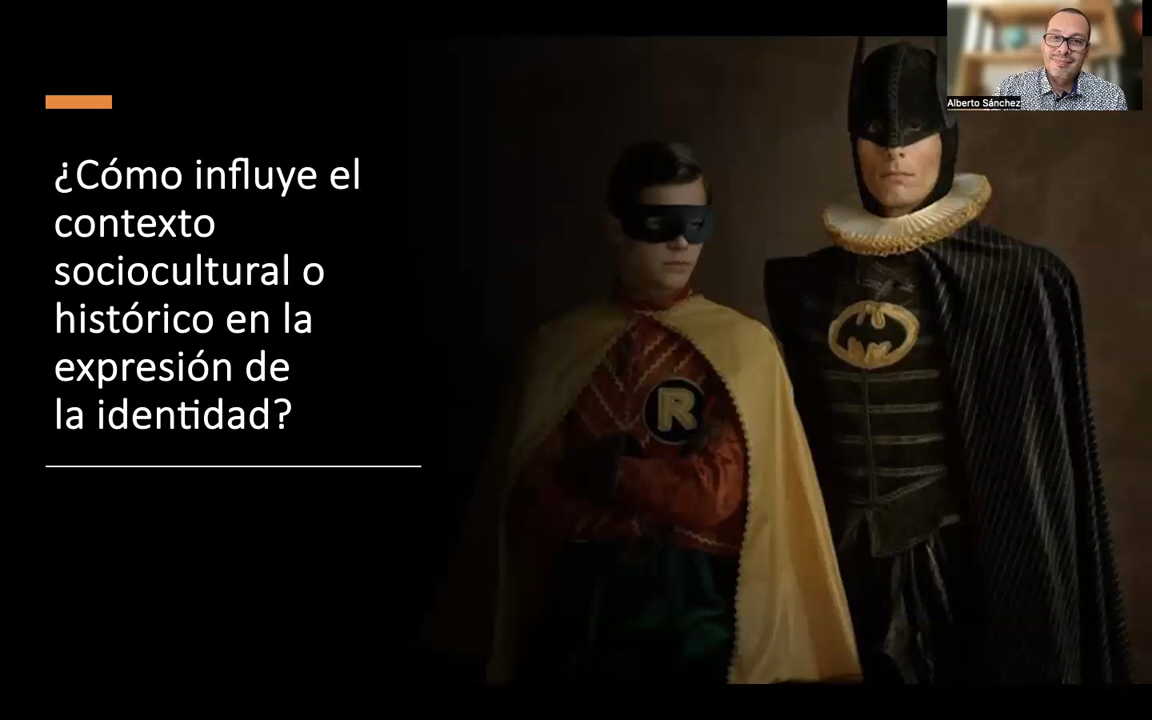 ¿Cómo influye el
contexto
sociocultural o
histórico en la
expresión de
la identidad?
R
Alberto Sánchez